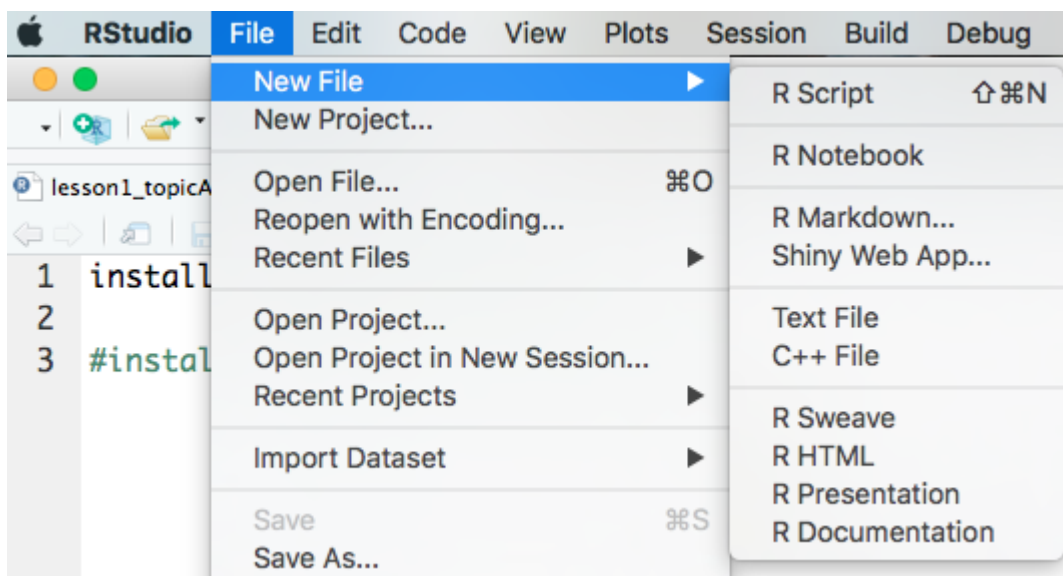 RStudio File Edit Code View Plots Session Build Debug
New File
New Project...
Open File... ⌘O
Reopen with Encoding...
Recent Files
Open Project...
Open Project in New Session...
Recent Projects
Import Dataset
Save ⌘S
Save As...
R Script ⇧⌘N
R Notebook
R Markdown...
Shiny Web App...
Text File
C++ File
R Sweave
R HTML
R Presentation
R Documentation
lesson1_topicA
1 install
2
3 #instal